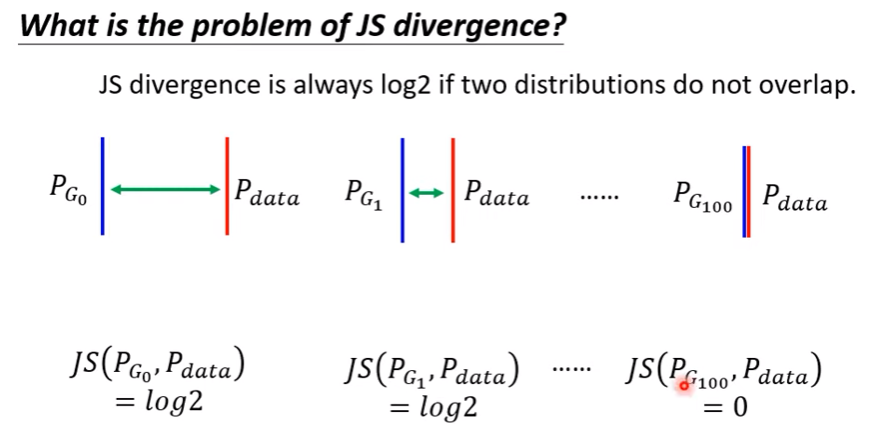 What is the problem of JS divergence?
JS divergence is always log2 if two distributions do not overlap.
P_{G_0} P_{data} P_{G_1} P_{data} …… P_{G_{100}} P_{data}
JS(P_{G_0}, P_{data}) JS(P_{G_1}, P_{data}) …… JS(P_{G_{100}}, P_{data})
= log2 = log2 = 0